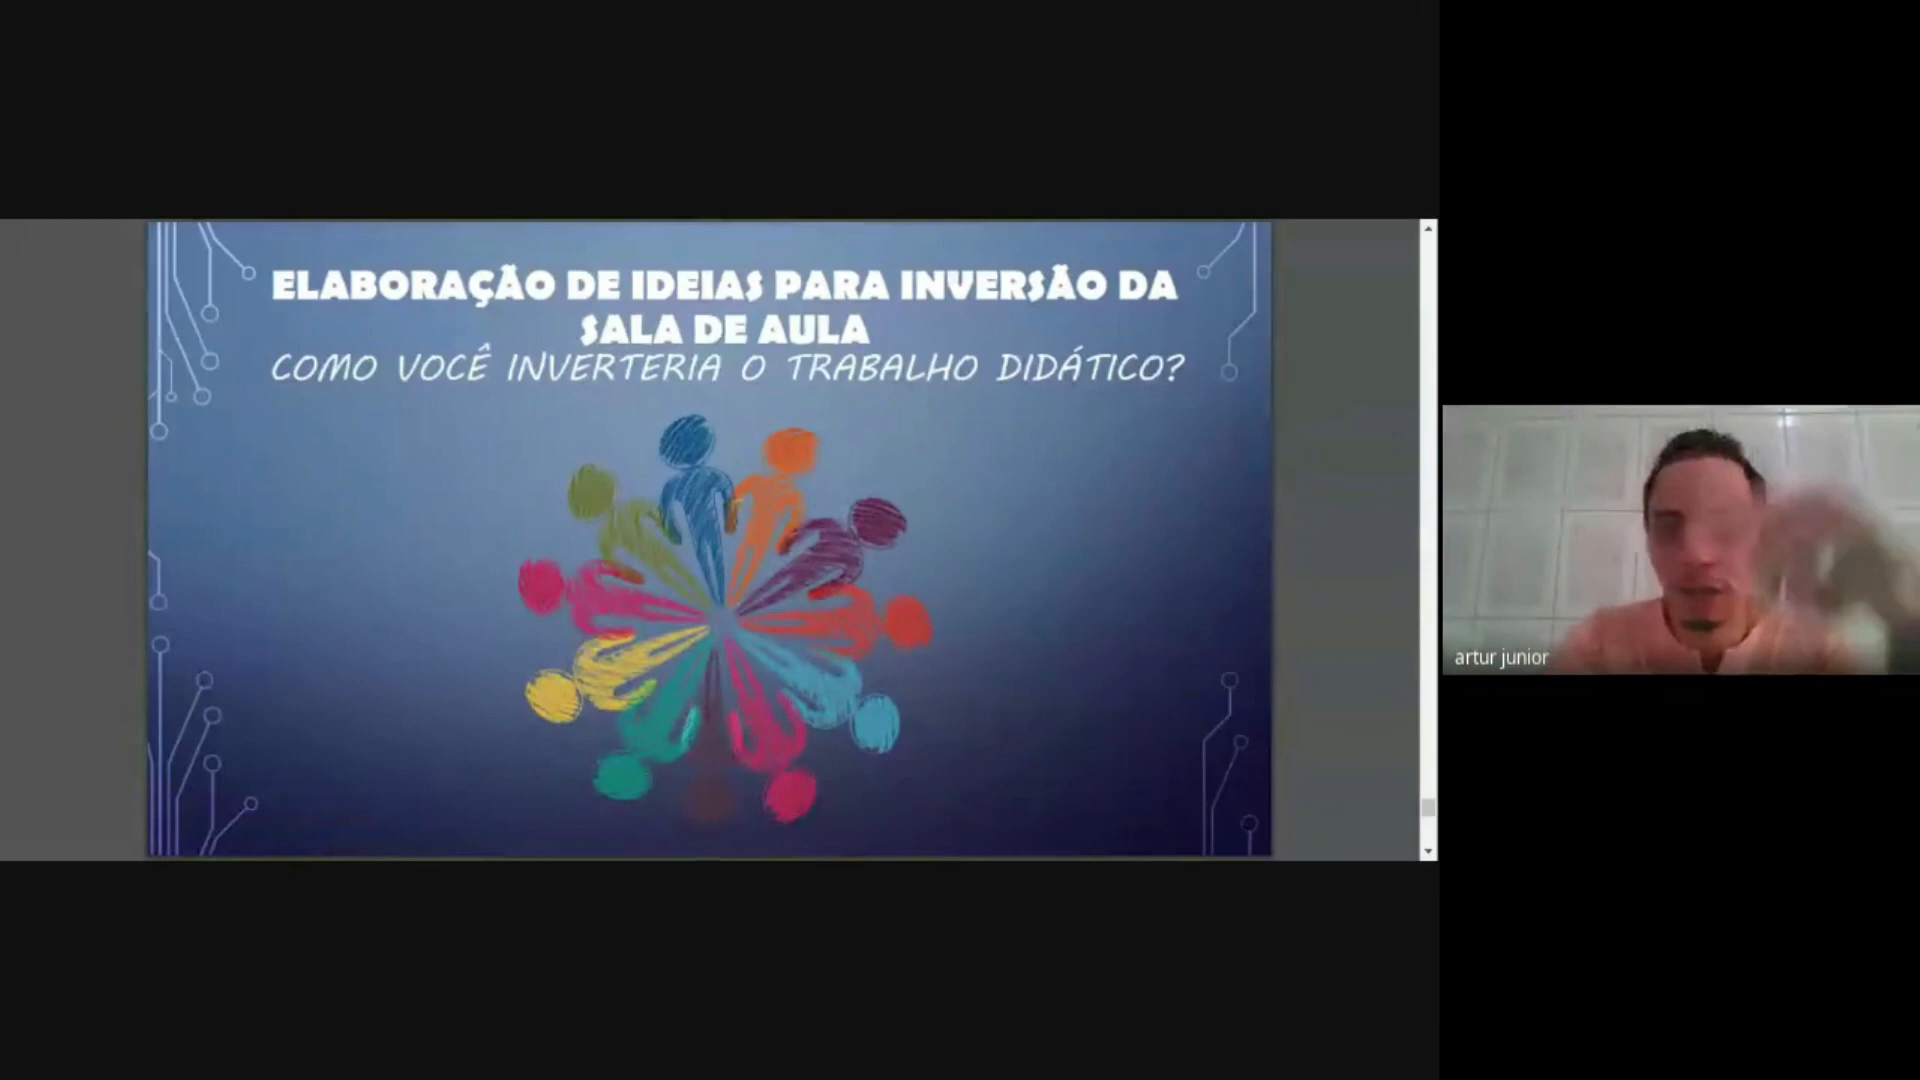 ELABORAÇÃO DE IDEIAS PARA INVERSÃO DA
SALA DE AULA
COMO VOCÊ INVERTERIA O TRABALHO DIDÁTICO?
artur junior